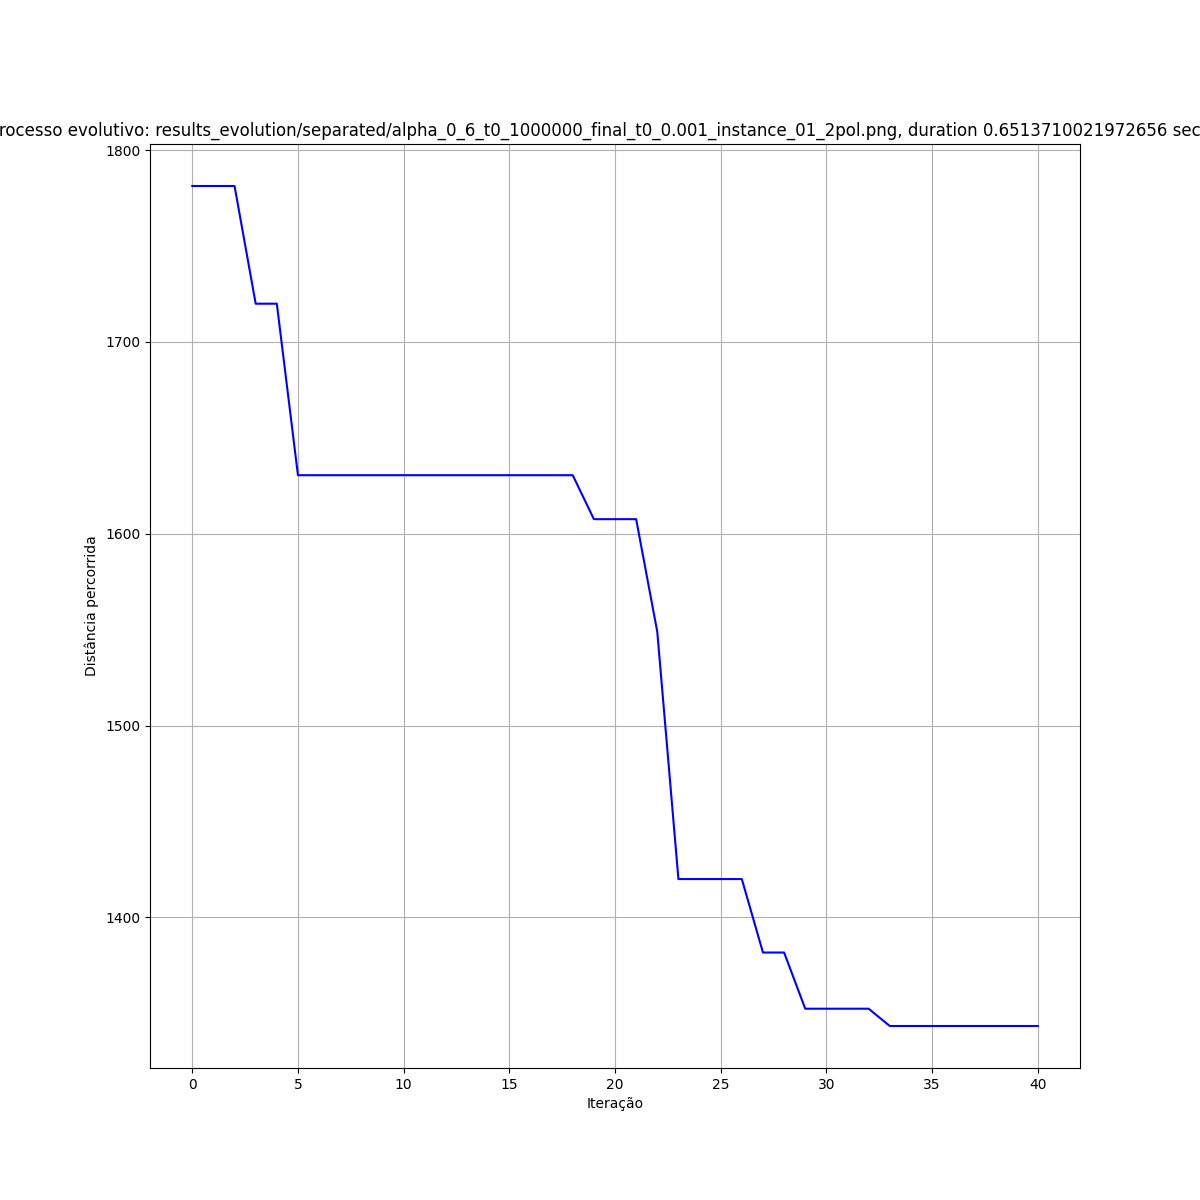 rocesso evolutivo: results_evolution/separated/alpha_0_6_t0_1000000_final_t0_0.001_instance_01_2pol.png, duration 0.6513710021972656 sec
1800
1700
1600
1500
1400
Distância percorrida
0 5 10 15 20 25 30 35 40
Iteração